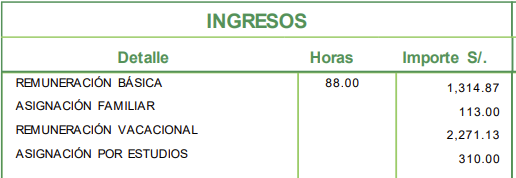 INGRESOS
Detalle Horas Importe S/.
REMUNERACIÓN BÁSICA 88.00 1,314.87
ASIGNACIÓN FAMILIAR 113.00
REMUNERACIÓN VACACIONAL 2,271.13
ASIGNACIÓN POR ESTUDIOS 310.00